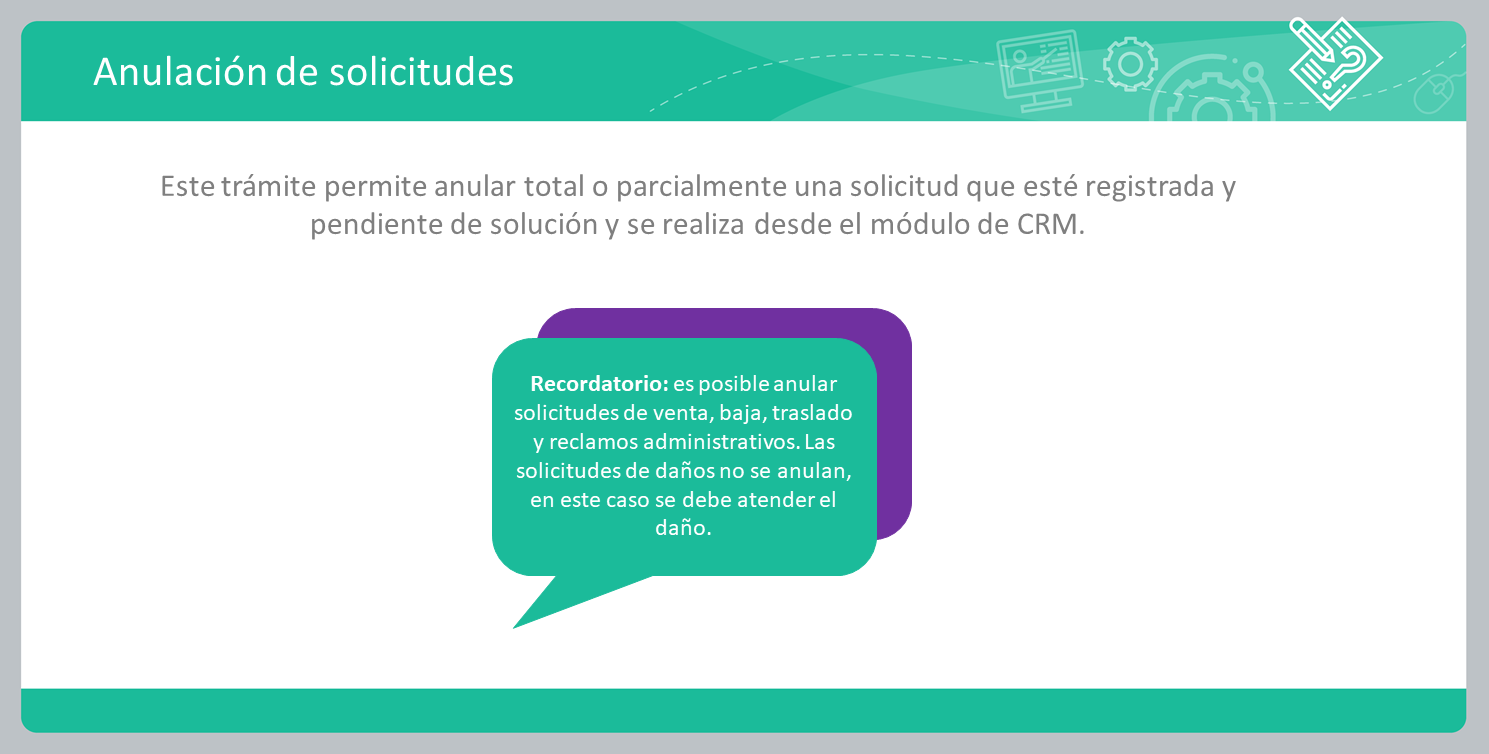 Anulación de solicitudes
Este trámite permite anular total o parcialmente una solicitud que esté registrada y
pendiente de solución y se realiza desde el módulo de CRM.
Recordatorio: es posible anular
solicitudes de venta, baja, traslado
y reclamos administrativos. Las
solicitudes de daños no se anulan,
en este caso se debe atender el
daño.